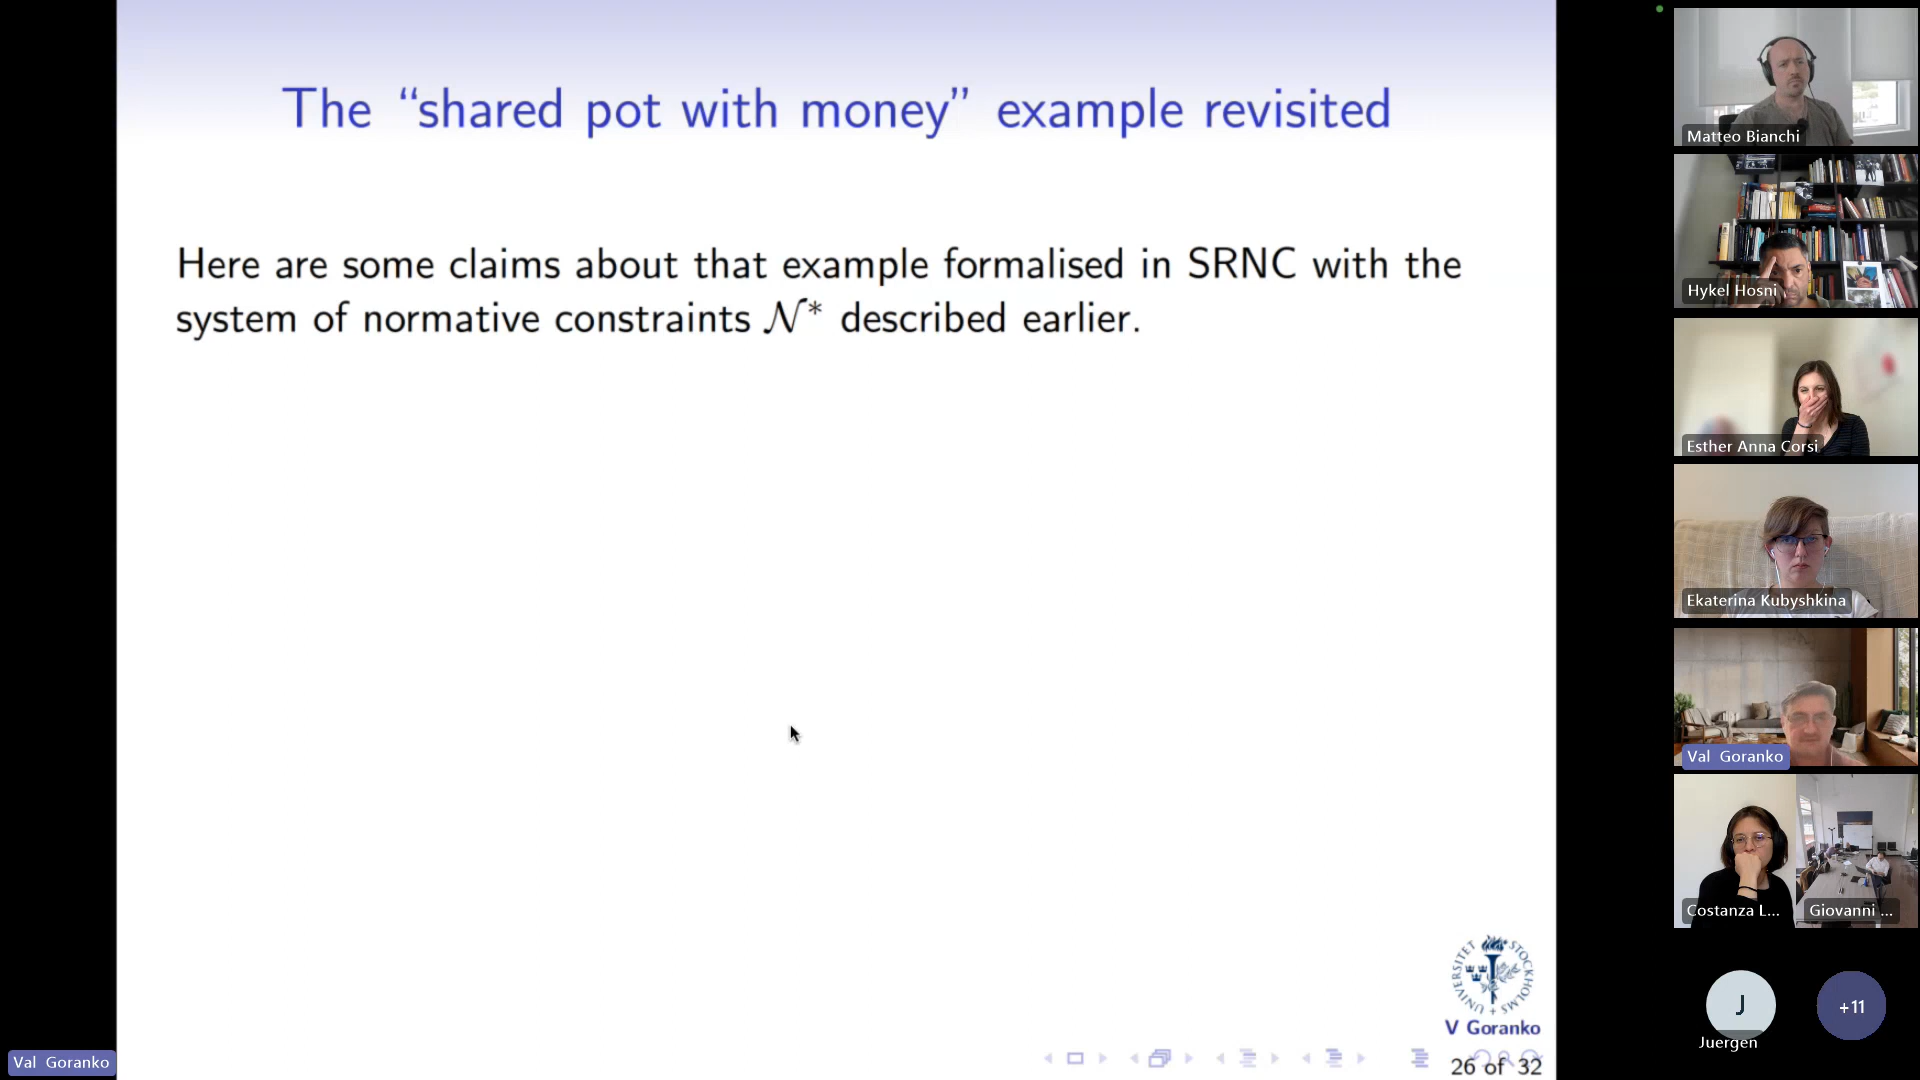 The “shared pot with money” example revisited
Here are some claims about that example formalised in SRNC with the
system of normative constraints 𝒩* described earlier.
STOCKHOLMS UNIVERSITET
V Goranko
26 of 32
Val Goranko
Matteo Bianchi
Hykel Hosni
Esther Anna Corsi
Ekaterina Kubyshkina
Val Goranko
Costanza L...
Giovanni ...
J
Juergen
+11